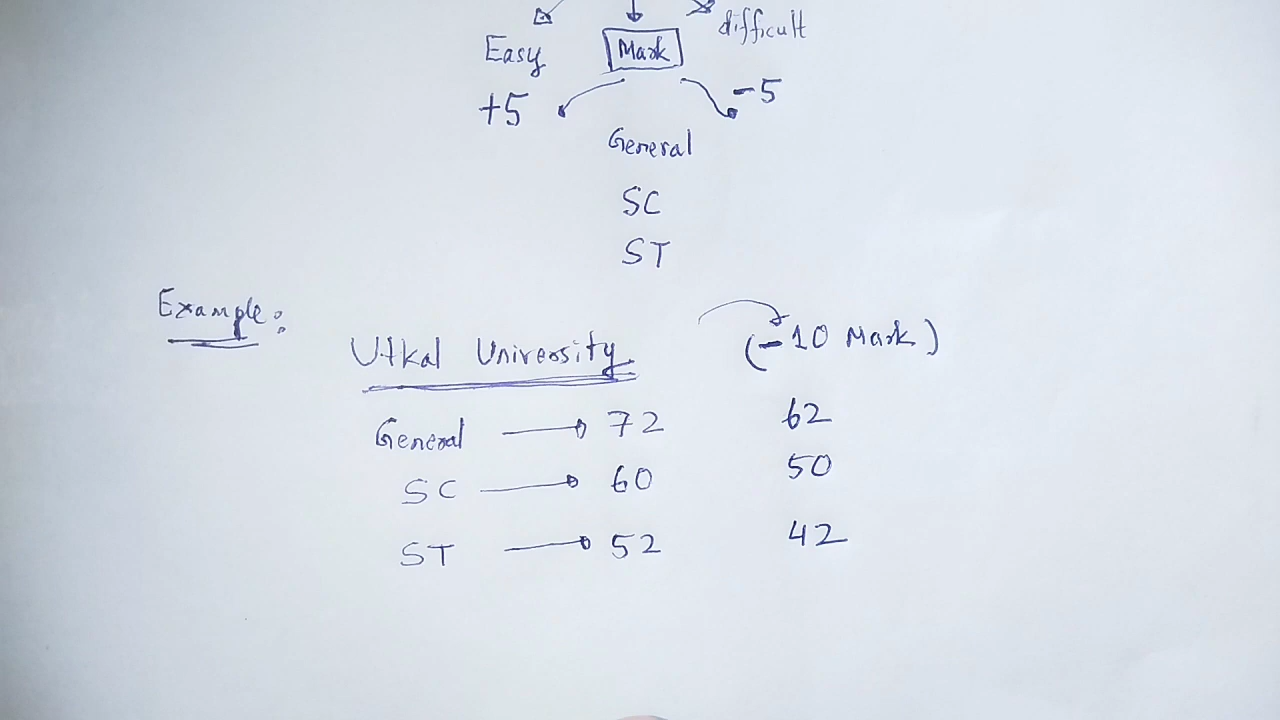 difficult
Easy Mark
+5 -5
General
SC
ST
Example:
Utkal University (-10 Mark)
General → 72 62
SC → 60 50
ST → 52 42